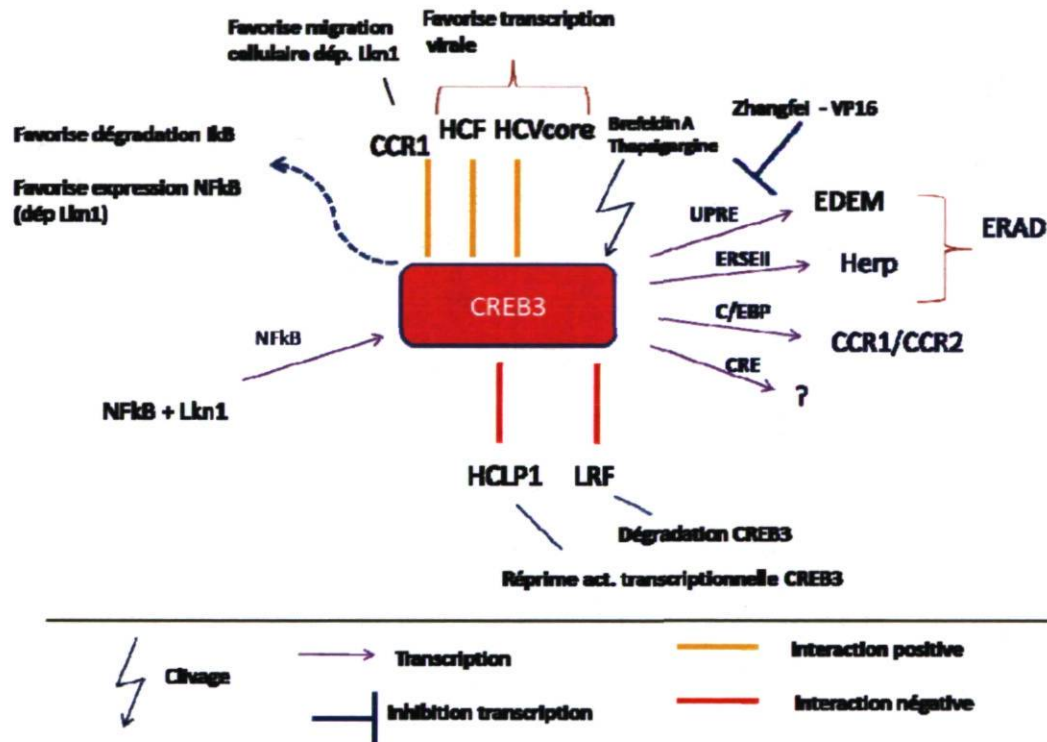 Favorise migration
cellulaire dép. Lkn1
Favorise transcription
virale
Favorise dégradation IkB
Favorise expression NFkB
(dép Lkn1)
CCR1
HCF
HCVcore
Brefeldin A
Thapsigargine
Zhangfei - VP16
UPRE
EDEM
ERAD
ERSEII
Herp
CREB3
C/EBP
CCR1/CCR2
CRE
?
NFkB
NFkB + Lkn1
HCLP1
LRF
Dégradation CREB3
Réprime act. transcriptionnelle CREB3
Clivage
Transcription
Inhibition transcription
Interaction positive
Interaction négative